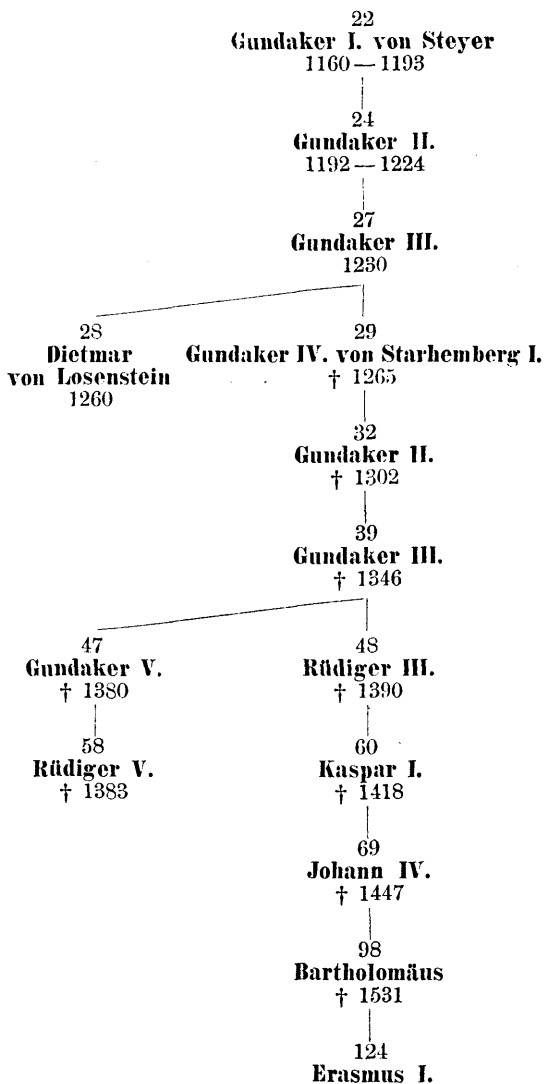 22
Gundaker I. von Steyer
1160 — 1193
24
Gundaker II.
1192 — 1224
27
Gundaker III.
1230
28
Dietmar
von Losenstein
1260
29
Gundaker IV. von Starhemberg I.
† 1265
32
Gundaker II.
† 1302
39
Gundaker III.
† 1346
47
Gundaker V.
† 1380
48
Rüdiger III.
† 1390
58
Rüdiger V.
† 1383
60
Kaspar I.
† 1418
69
Johann IV.
† 1447
98
Bartholomäus
† 1531
124
Erasmus I.